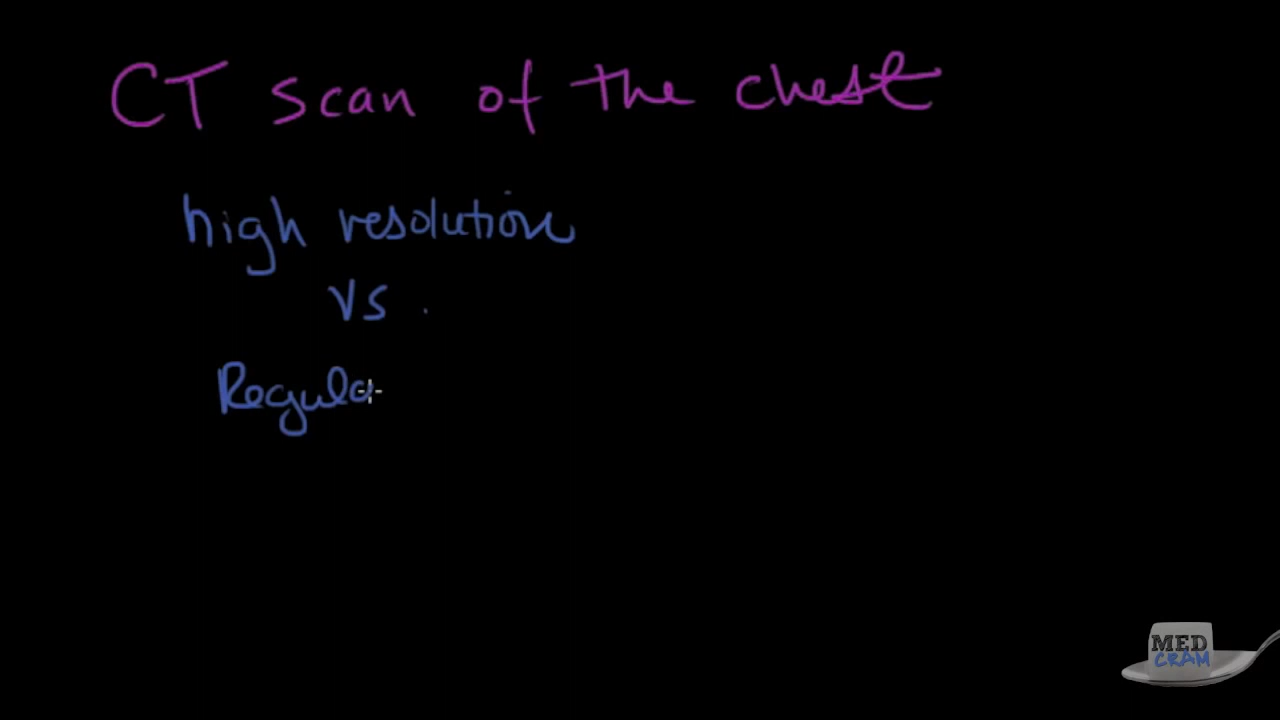 CT scan of the chest
high resolution
vs.
Regula
MED
CRAM